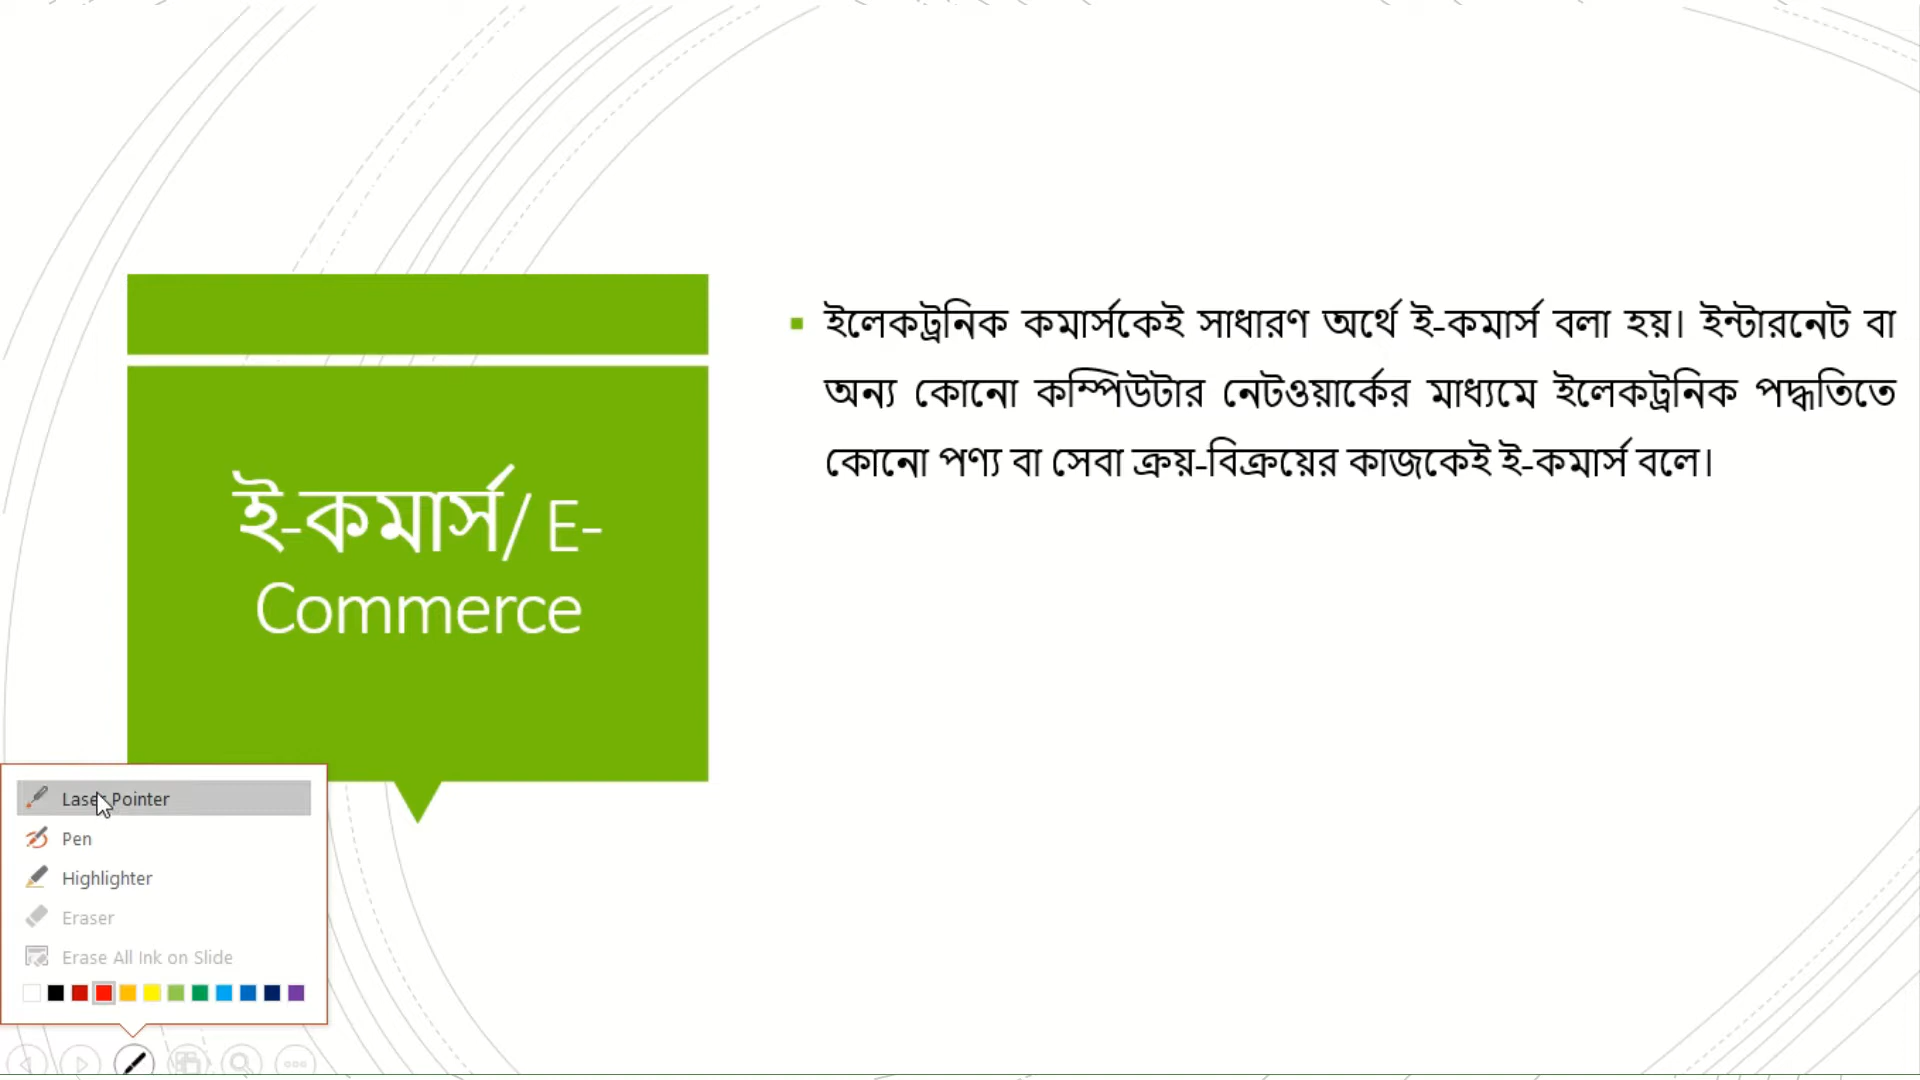 ই-কমার্স/ E-
Commerce
ইলেকট্রনিক কমার্সকেই সাধারণ অর্থে ই-কমার্স বলা হয়। ইন্টারনেট বা
অন্য কোনো কম্পিউটার নেটওয়ার্কের মাধ্যমে ইলেকট্রনিক পদ্ধতিতে
কোনো পণ্য বা সেবা ক্রয়-বিক্রয়ের কাজকেই ই-কমার্স বলে।
Laser Pointer
Pen
Highlighter
Eraser
Erase All Ink on Slide